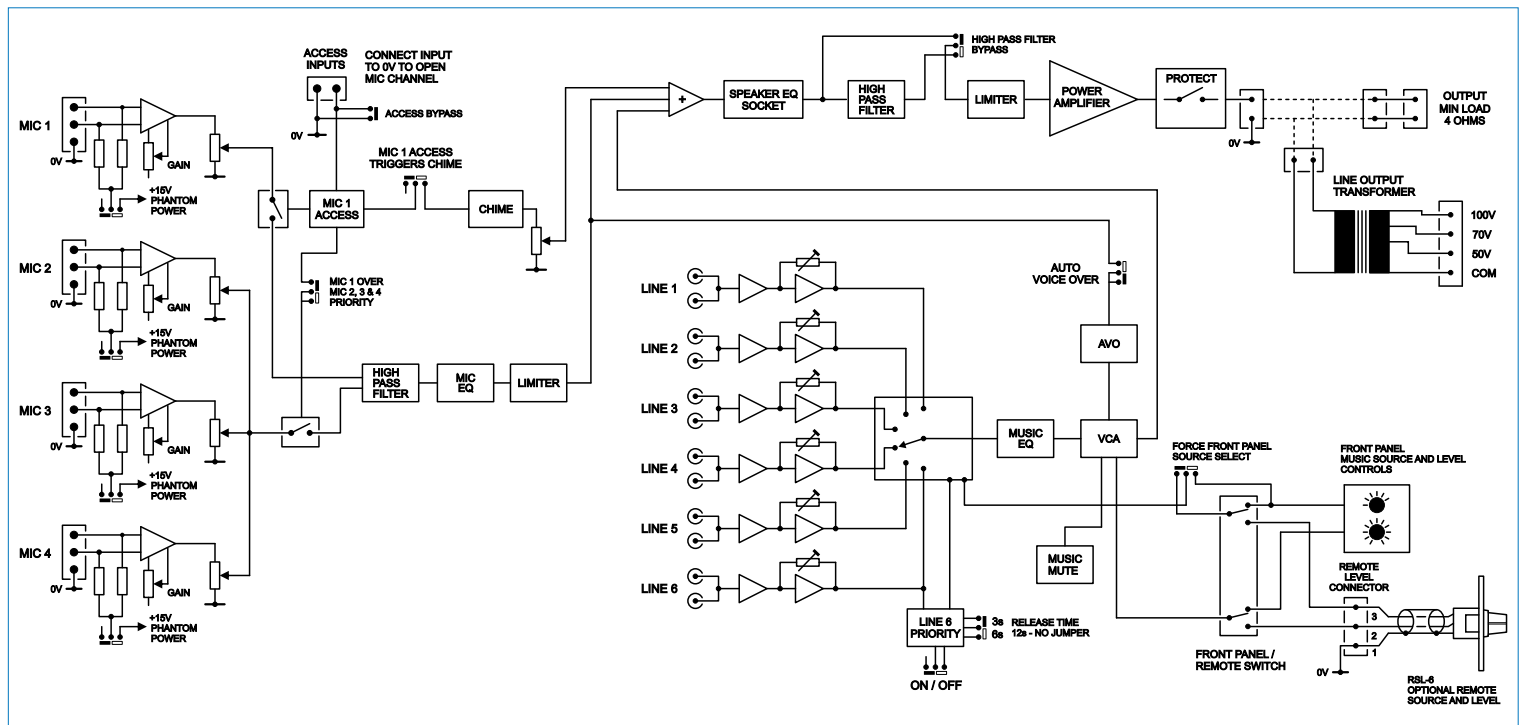 ACCESS
INPUTS
CONNECT INPUT
TO 0V TO OPEN
MIC CHANNEL
ACCESS BYPASS
0V
MIC 1
0V
GAIN
+15V
PHANTOM
POWER
MIC 1 ACCESS
TRIGGERS CHIME
MIC 1
ACCESS
CHIME
MIC 2
0V
GAIN
+15V
PHANTOM
POWER
MIC 1 OVER
MIC 2, 3 & 4
PRIORITY
MIC 3
0V
GAIN
+15V
PHANTOM
POWER
MIC 4
0V
GAIN
+15V
PHANTOM
POWER
HIGH
PASS
FILTER
MIC
EQ
LIMITER
+
SPEAKER EQ
SOCKET
HIGH
PASS
FILTER
HIGH PASS FILTER
BYPASS
LIMITER
POWER
AMPLIFIER
PROTECT
0V
OUTPUT
MIN LOAD
4 OHMS
LINE OUTPUT
TRANSFORMER
100V
70V
50V
COM
LINE 1
LINE 2
LINE 3
LINE 4
LINE 5
LINE 6
AUTO
VOICE OVER
AVO
MUSIC
EQ
VCA
MUSIC
MUTE
LINE 6
PRIORITY
3s
6s
RELEASE TIME
12s - NO JUMPER
ON / OFF
FORCE FRONT PANEL
SOURCE SELECT
FRONT PANEL
MUSIC SOURCE AND LEVEL
CONTROLS
REMOTE
LEVEL
CONNECTOR
3
2
1
0V
FRONT PANEL /
REMOTE SWITCH
RSL-6
OPTIONAL REMOTE
SOURCE AND LEVEL